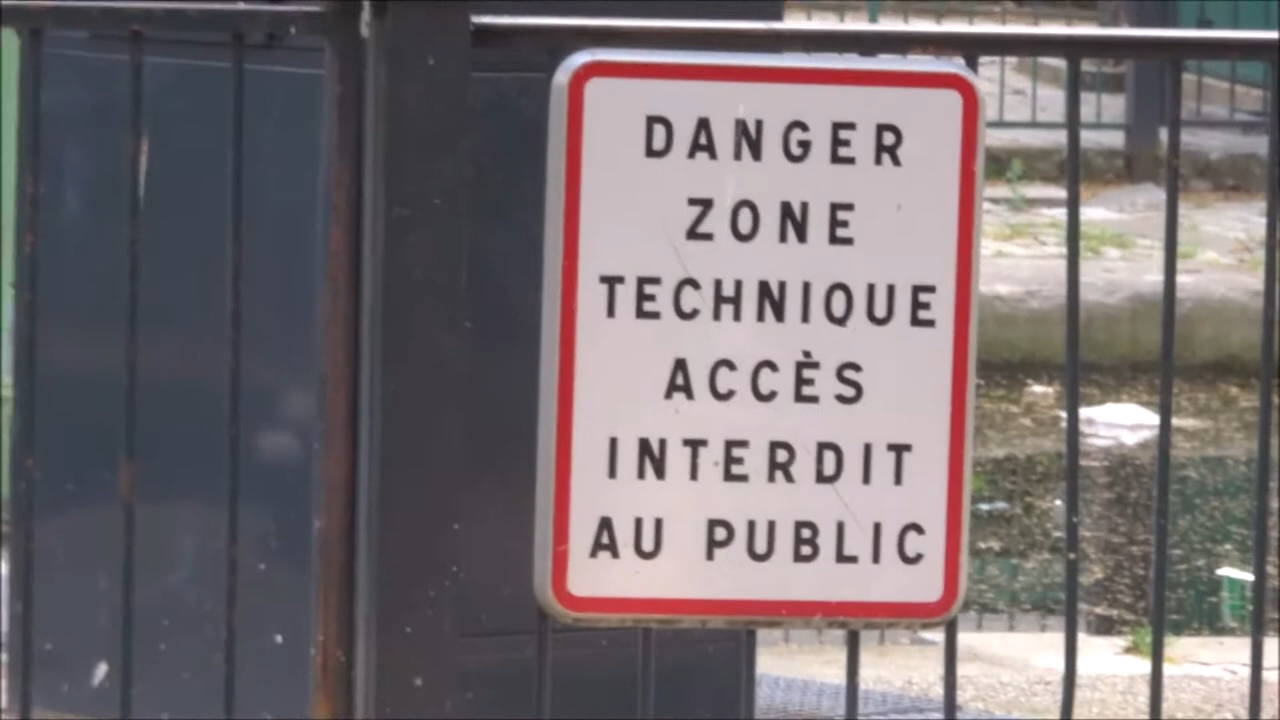 DANGER
ZONE
TECHNIQUE
ACCÈS
INTERDIT
AU PUBLIC